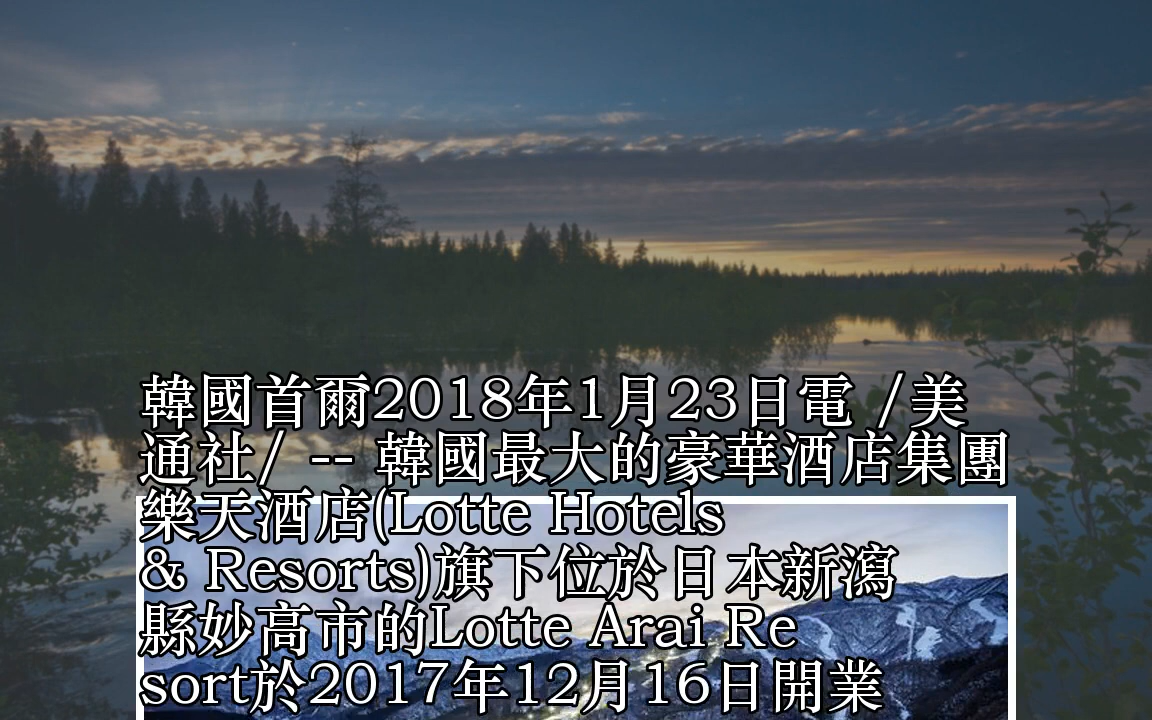 韓國首爾2018年1月23日電 /美
通社/ -- 韓國最大的豪華酒店集團
樂天酒店(Lotte Hotels
& Resorts)旗下位於日本新瀉
縣妙高市的Lotte Arai Re
sort於2017年12月16日開業